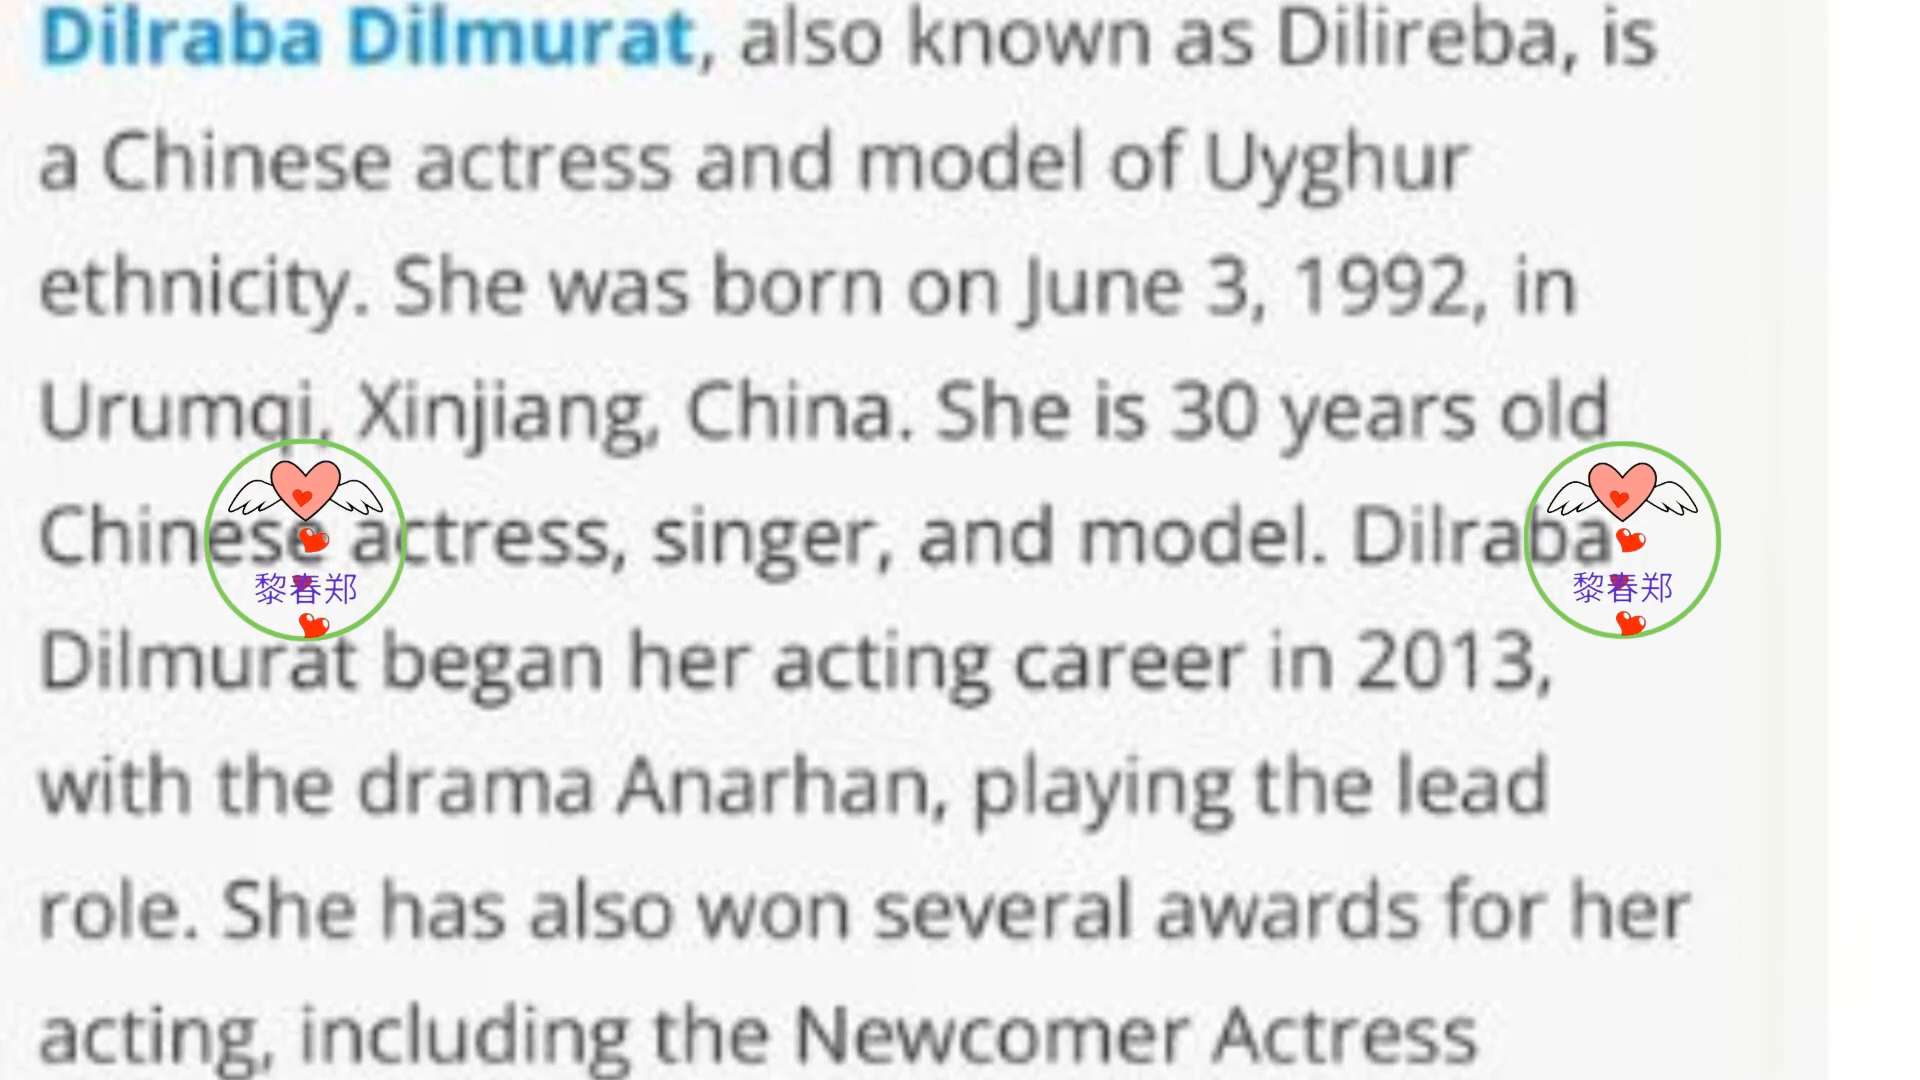 Dilraba Dilmurat, also known as Dilireba, is
a Chinese actress and model of Uyghur
ethnicity. She was born on June 3, 1992, in
Urumqi, Xinjiang, China. She is 30 years old
Chinese actress, singer, and model. Dilraba
黎春郑
黎春郑
Dilmurat began her acting career in 2013,
with the drama Anarhan, playing the lead
role. She has also won several awards for her
acting, including the Newcomer Actress